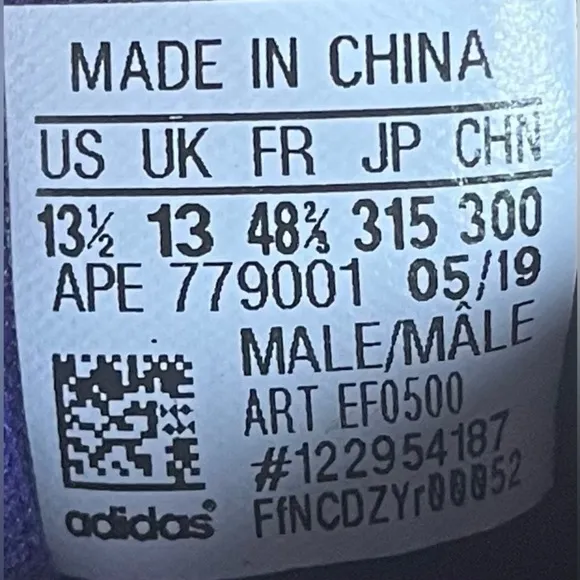 MADE IN CHINA
US UK FR JP CHN
13½ 13 48⅔ 315 300
APE 779001 05/19
MALE/MÂLE
ART EF0500
#122954187
adidas® FfNCDZYr00052